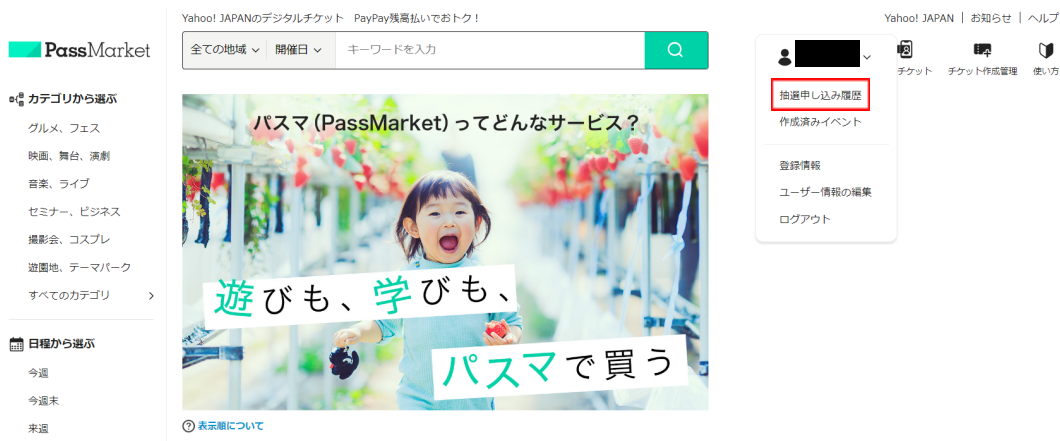 Yahoo! JAPANのデジタルチケット　PayPay残高払いでおトク！
Yahoo! JAPAN | お知らせ | ヘルプ
PassMarket
全ての地域
開催日
キーワードを入力
チケット
チケット作成管理
使い方
抽選申し込み履歴
作成済みイベント
登録情報
ユーザー情報の編集
ログアウト
カテゴリから選ぶ
グルメ、フェス
映画、舞台、演劇
音楽、ライブ
セミナー、ビジネス
撮影会、コスプレ
遊園地、テーマパーク
すべてのカテゴリ
日程から選ぶ
今週
今週末
来週
パスマ（PassMarket）ってどんなサービス？
遊びも、学びも、
パスマで買う
表示順について